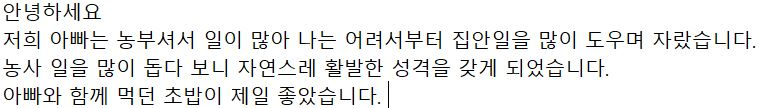 안녕하세요
저희 아빠는 농부셔서 일이 많아 나는 어려서부터 집안일을 많이 도우며 자랐습니다.
농사 일을 많이 돕다 보니 자연스레 활발한 성격을 갖게 되었습니다.
아빠와 함께 먹던 초밥이 제일 좋았습니다.